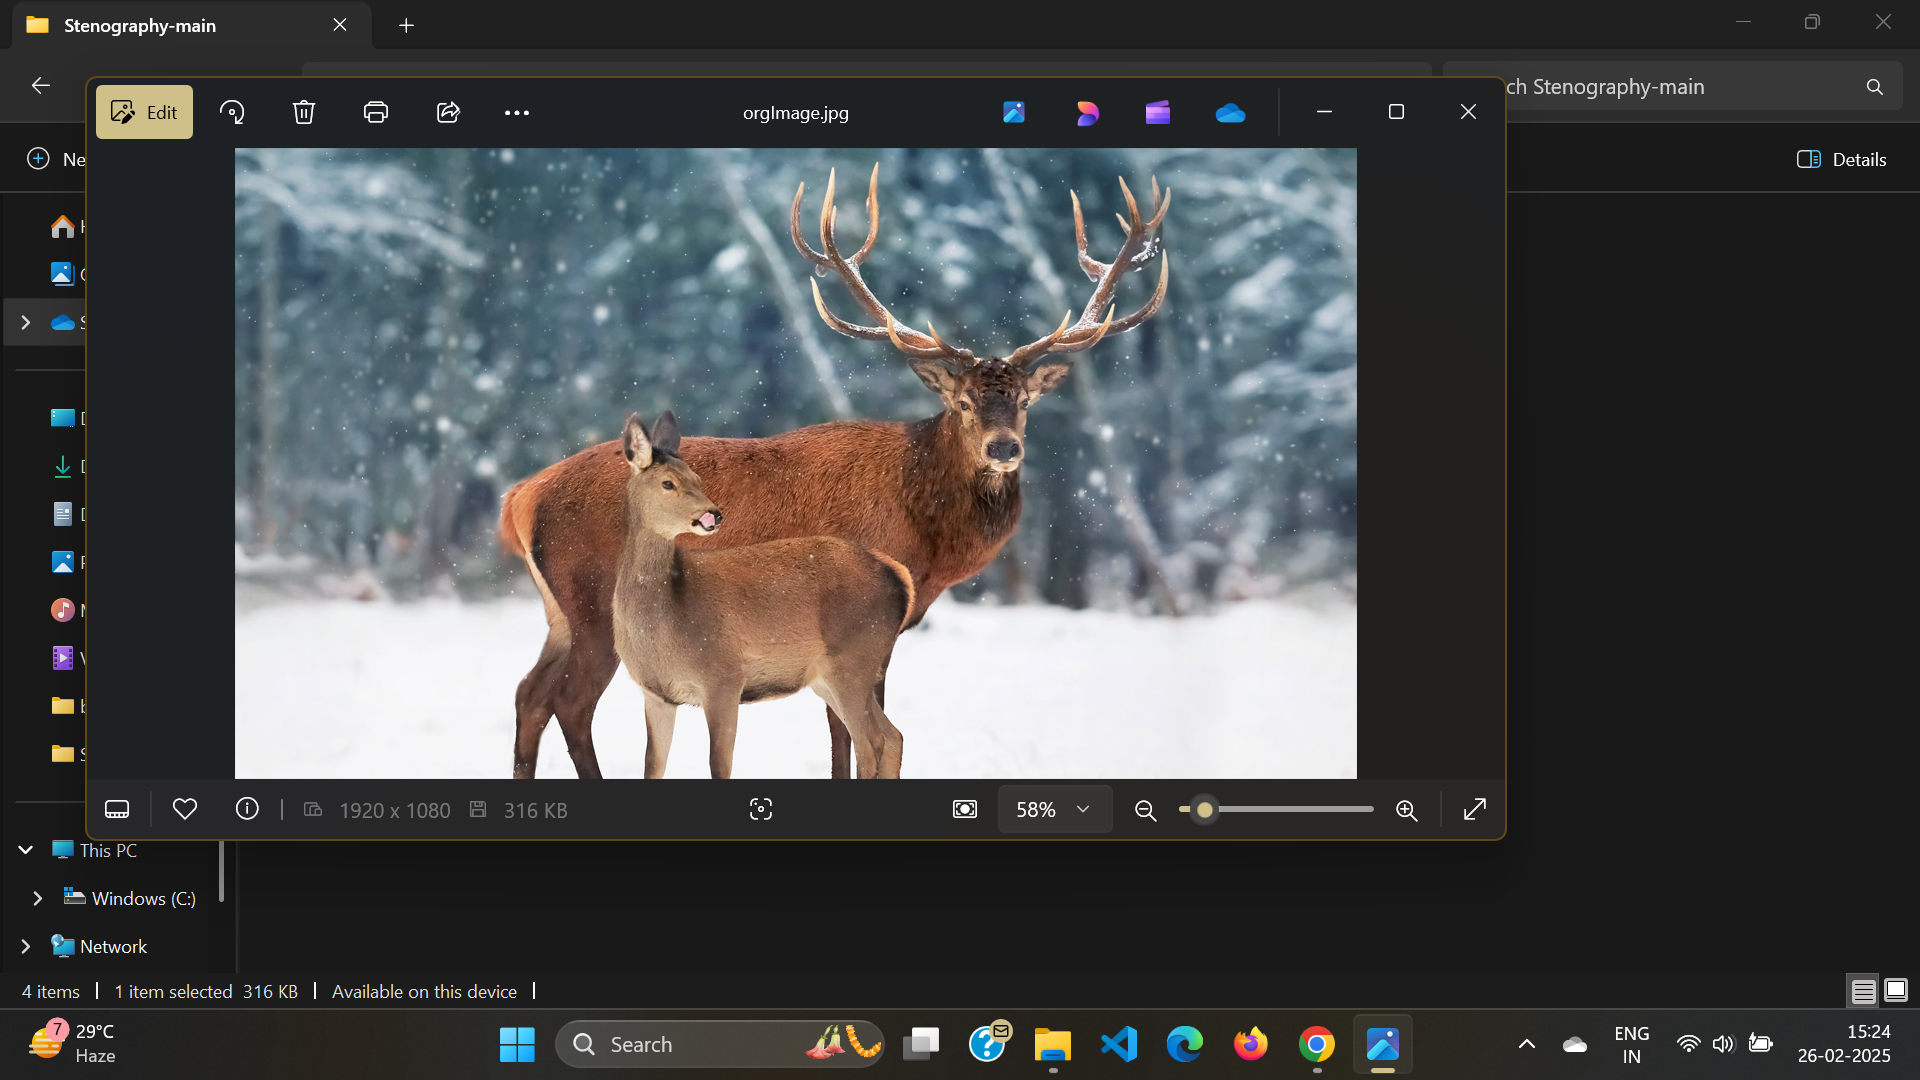 Stenography-main
ch Stenography-main
Edit
orgImage.jpg
Ne
Details
1920 x 1080
316 KB
58%
This PC
Windows (C:)
Network
4 items
1 item selected 316 KB
Available on this device
7
29°C
Haze
Search
ENG
IN
15:24
26-02-2025